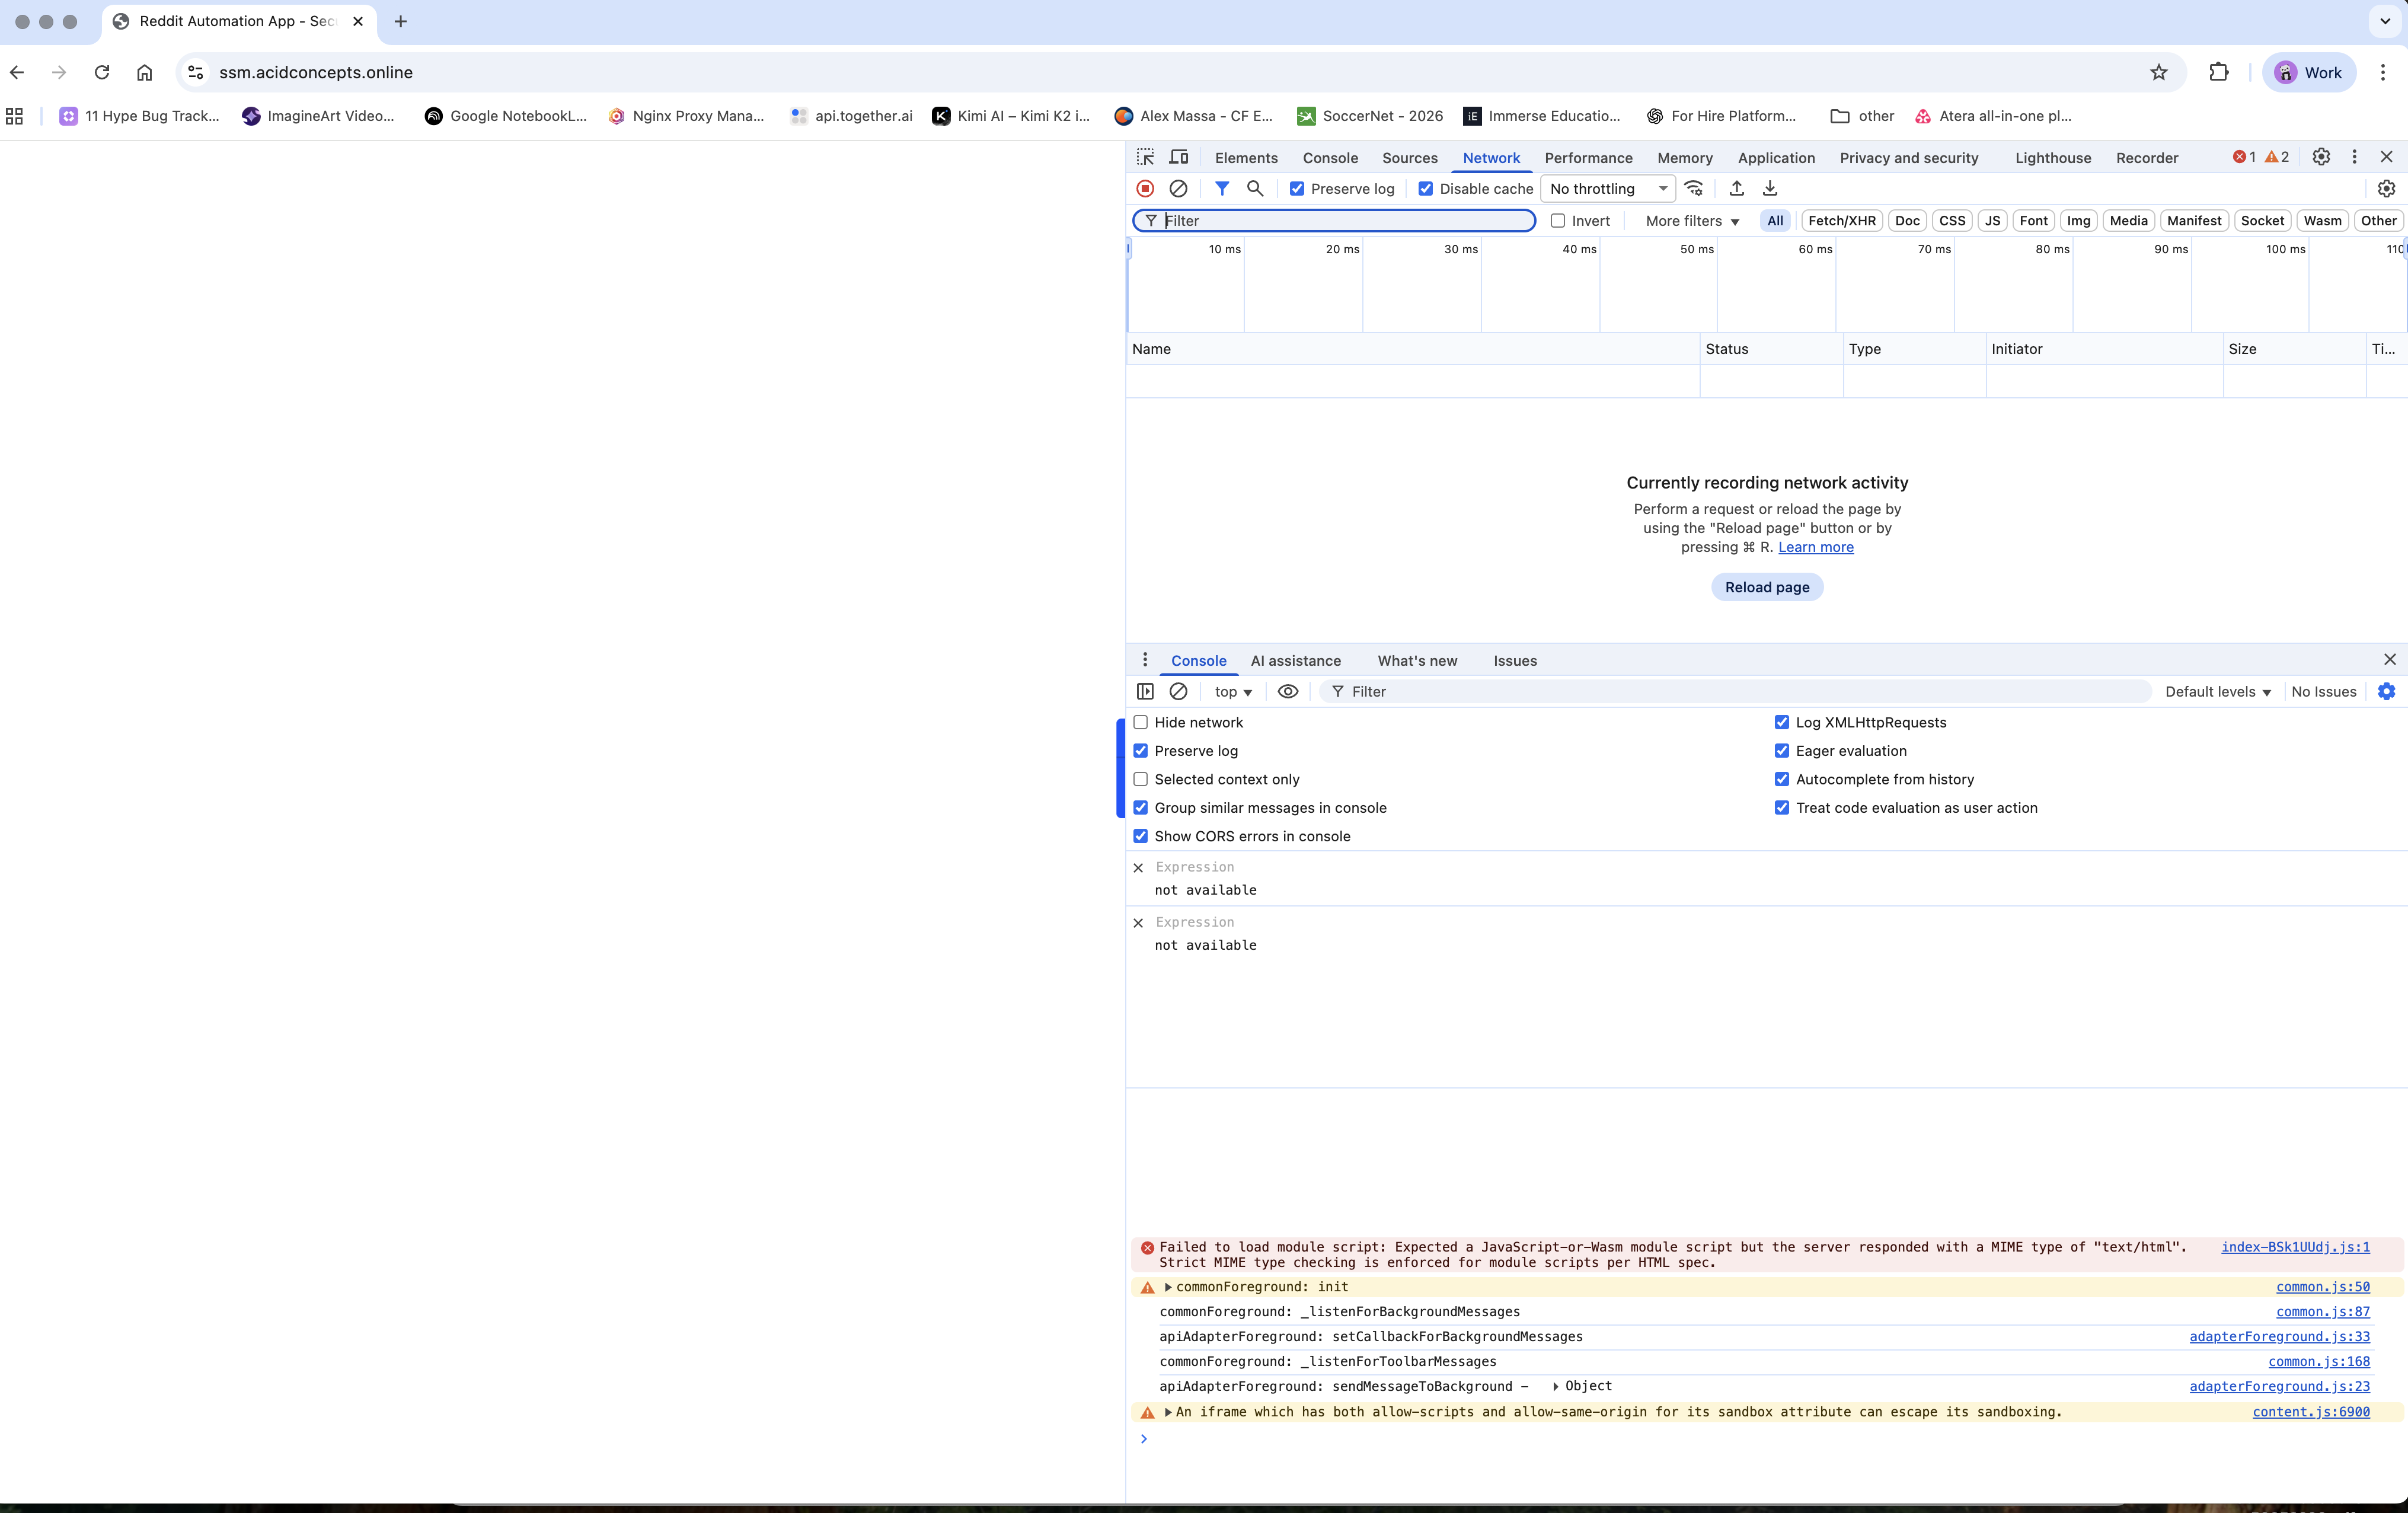 Reddit Automation App - Sec
ssm.acidconcepts.online
Work
11 Hype Bug Track...
ImagineArt Video...
Google NotebookL...
Nginx Proxy Mana...
api.together.ai
Kimi AI – Kimi K2 i...
Alex Massa - CF E...
SoccerNet - 2026
iE Immerse Educatio...
For Hire Platform...
other
Atera all-in-one pl...
Elements Console Sources Network Performance Memory Application Privacy and security Lighthouse Recorder 1 2
Preserve log Disable cache No throttling
Filter Invert More filters All Fetch/XHR Doc CSS JS Font Img Media Manifest Socket Wasm Other
10 ms 20 ms 30 ms 40 ms 50 ms 60 ms 70 ms 80 ms 90 ms 100 ms 110
Name Status Type Initiator Size Ti...
Currently recording network activity
Perform a request or reload the page by
using the "Reload page" button or by
pressing ⌘ R. Learn more
Reload page
Console AI assistance What's new Issues
top Filter Default levels No Issues
Hide network Log XMLHttpRequests
Preserve log Eager evaluation
Selected context only Autocomplete from history
Group similar messages in console Treat code evaluation as user action
Show CORS errors in console
Expression
not available
Expression
not available
Failed to load module script: Expected a JavaScript-or-Wasm module script but the server responded with a MIME type of "text/html". index-BSk1UUdj.js:1
Strict MIME type checking is enforced for module scripts per HTML spec.
commonForeground: init common.js:50
commonForeground: _listenForBackgroundMessages common.js:87
apiAdapterForeground: setCallbackForBackgroundMessages adapterForeground.js:33
commonForeground: _listenForToolbarMessages common.js:168
apiAdapterForeground: sendMessageToBackground – Object adapterForeground.js:23
An iframe which has both allow-scripts and allow-same-origin for its sandbox attribute can escape its sandboxing. content.js:6900